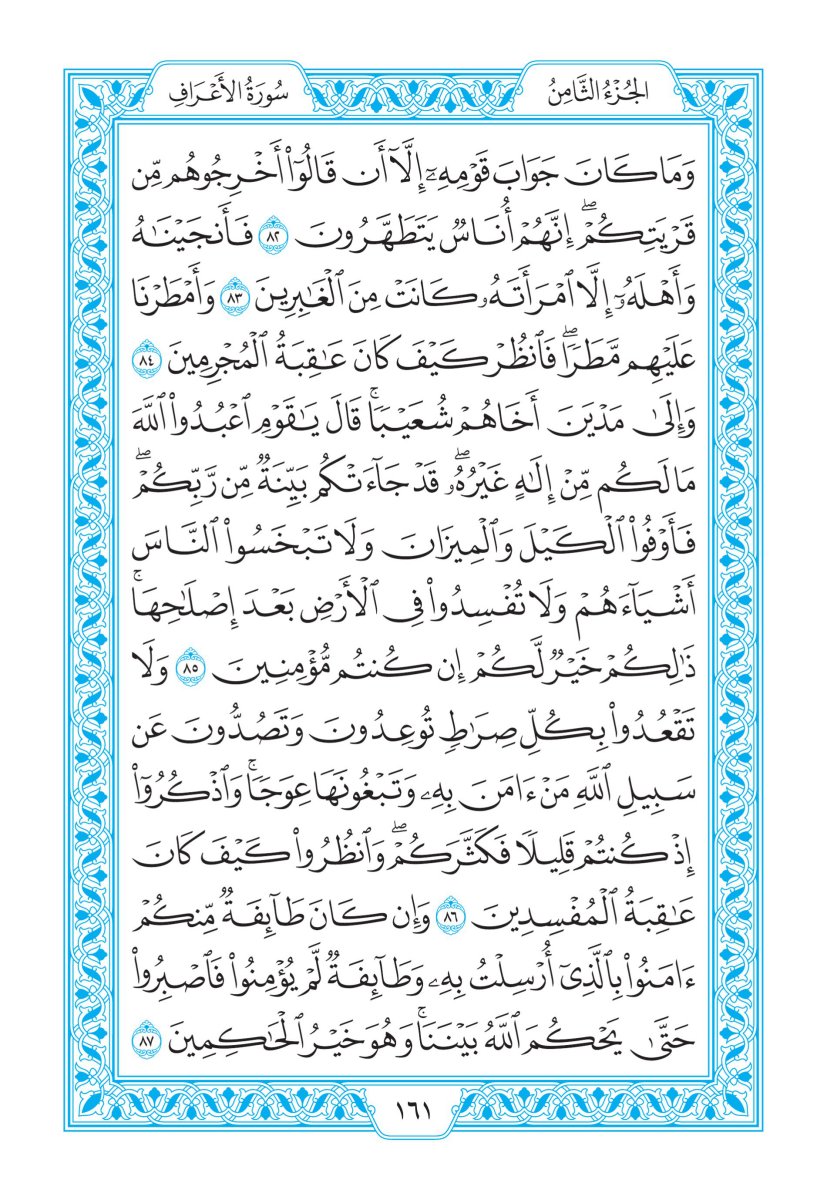 الجُزْءُ الثَّامِنُ
سُورَةُ الأَعْرَافِ
وَمَا كَانَ جَوَابَ قَوْمِهِۦٓ إِلَّآ أَن قَالُوٓا۟ أَخْرِجُوهُم مِّن
قَرْيَتِكُمْ ۖ إِنَّهُمْ أُنَاسٌ يَتَطَهَّرُونَ ٨٢ فَأَنجَيْنَـٰهُ
وَأَهْلَهُۥٓ إِلَّا ٱمْرَأَتَهُۥ كَانَتْ مِنَ ٱلْغَـٰبِرِينَ ٨٣ وَأَمْطَرْنَا
عَلَيْهِم مَّطَرًا ۖ فَٱنظُرْ كَيْفَ كَانَ عَـٰقِبَةُ ٱلْمُجْرِمِينَ ٨٤
وَإِلَىٰ مَدْيَنَ أَخَاهُمْ شُعَيْبًا ۗ قَالَ يَـٰقَوْمِ ٱعْبُدُوا۟ ٱللَّهَ
مَا لَكُم مِّنْ إِلَـٰهٍ غَيْرُهُۥ ۖ قَدْ جَآءَتْكُم بَيِّنَةٌ مِّن رَّبِّكُمْ ۖ
فَأَوْفُوا۟ ٱلْكَيْلَ وَٱلْمِيزَانَ وَلَا تَبْخَسُوا۟ ٱلنَّاسَ
أَشْيَآءَهُمْ وَلَا تُفْسِدُوا۟ فِى ٱلْأَرْضِ بَعْدَ إِصْلَـٰحِهَا ۚ
ذَٰلِكُمْ خَيْرٌ لَّكُمْ إِن كُنتُم مُّؤْمِنِينَ ٨٥ وَلَا
تَقْعُدُوا۟ بِكُلِّ صِرَٰطٍ تُوعِدُونَ وَتَصُدُّونَ عَن
سَبِيلِ ٱللَّهِ مَنْ ءَامَنَ بِهِۦ وَتَبْغُونَهَا عِوَجًا ۚ وَٱذْكُرُوٓا۟
إِذْ كُنتُمْ قَلِيلًا فَكَثَّرَكُمْ ۖ وَٱنظُرُوا۟ كَيْفَ كَانَ
عَـٰقِبَةُ ٱلْمُفْسِدِينَ ٨٦ وَإِن كَانَ طَآئِفَةٌ مِّنكُمْ
ءَامَنُوا۟ بِٱلَّذِىٓ أُرْسِلْتُ بِهِۦ وَطَآئِفَةٌ لَّمْ يُؤْمِنُوا۟ فَٱصْبِرُوا۟
حَتَّىٰ يَحْكُمَ ٱللَّهُ بَيْنَنَا ۚ وَهُوَ خَيْرُ ٱلْحَـٰكِمِينَ ٨٧
١٦١